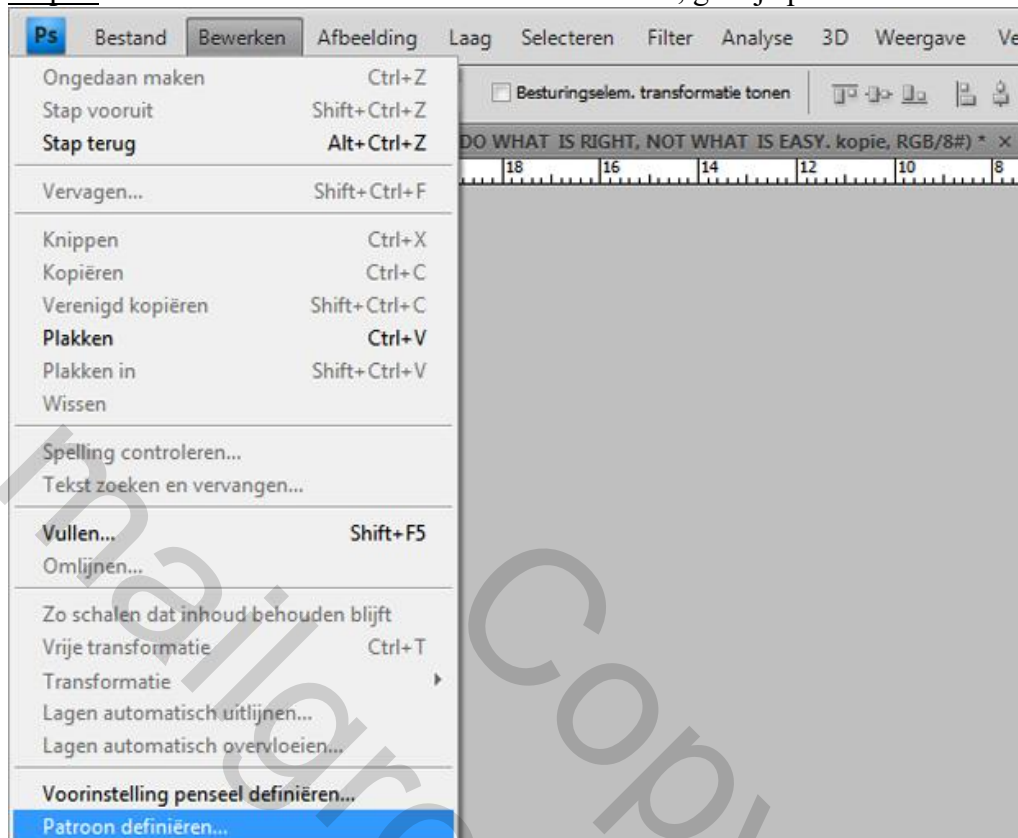 Ps Bestand Bewerken Afbeelding Laag Selecteren Filter Analyse 3D Weergave Ve
Besturingselem. transformatie tonen
DO WHAT IS RIGHT, NOT WHAT IS EASY. kopie, RGB/8#) * ×
18 16 14 12 10 8
Ongedaan maken Ctrl+Z
Stap vooruit Shift+Ctrl+Z
Stap terug Alt+Ctrl+Z
Vervagen... Shift+Ctrl+F
Knippen Ctrl+X
Kopiëren Ctrl+C
Verenigd kopiëren Shift+Ctrl+C
Plakken Ctrl+V
Plakken in Shift+Ctrl+V
Wissen
Spelling controleren...
Tekst zoeken en vervangen...
Vullen... Shift+F5
Omlijnen...
Zo schalen dat inhoud behouden blijft
Vrije transformatie Ctrl+T
Transformatie
Lagen automatisch uitlijnen...
Lagen automatisch overvloeien...
Voorinstelling penseel definiëren...
Patroon definiëren...